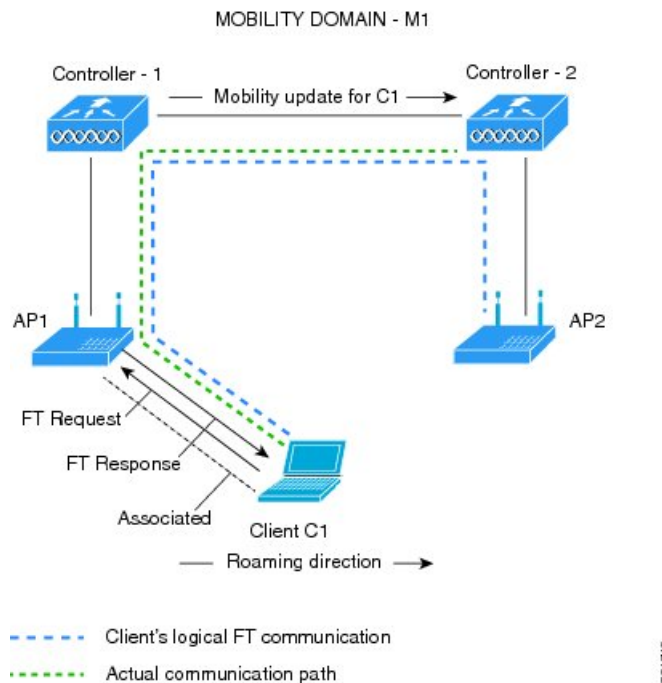 MOBILITY DOMAIN - M1
Controller - 1
Controller - 2
Mobility update for C1
AP1
AP2
FT Request
FT Response
Associated
Client C1
Roaming direction
Client's logical FT communication
Actual communication path